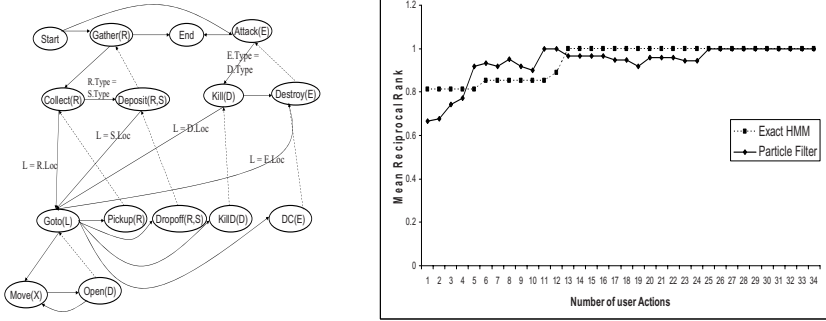 Start
Gather(R)
End
Attack(E)
E.Type =
D.Type
R.Type =
S.Type
Collect(R)
Deposit(R,S)
Kill(D)
Destroy(E)
L = S.Loc
L = D.Loc
L = R.Loc
L = E.Loc
Goto(L)
Pickup(R)
Dropoff(R,S)
KillD(D)
DC(E)
Move(X)
Open(D)
Mean Reciprocal Rank
1.2
1
0.8
0.6
0.4
0.2
0
1 2 3 4 5 6 7 8 9 10 11 12 13 14 15 16 17 18 19 20 21 22 23 24 25 26 27 28 29 30 31 32 33 34
Number of user Actions
Exact HMM
Particle Filter